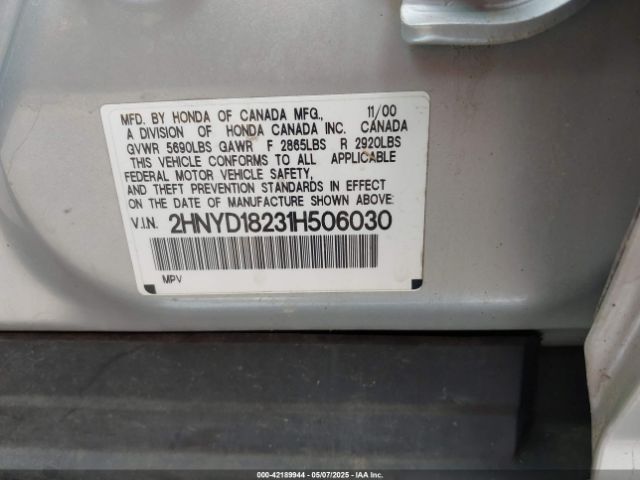 MFD. BY HONDA OF CANADA MFG., 11/00
A DIVISION OF HONDA CANADA INC. CANADA
GVWR 5690LBS GAWR F 2865LBS R 2920LBS
THIS VEHICLE CONFORMS TO ALL APPLICABLE
FEDERAL MOTOR VEHICLE SAFETY,
AND THEFT PREVENTION STANDARDS IN EFFECT
ON THE DATE OF MANUFACTURE SHOWN ABOVE:
V.I.N. 2HNYD18231H506030
MPV
000-42189944 | 05/07/2025 | IAA Inc.